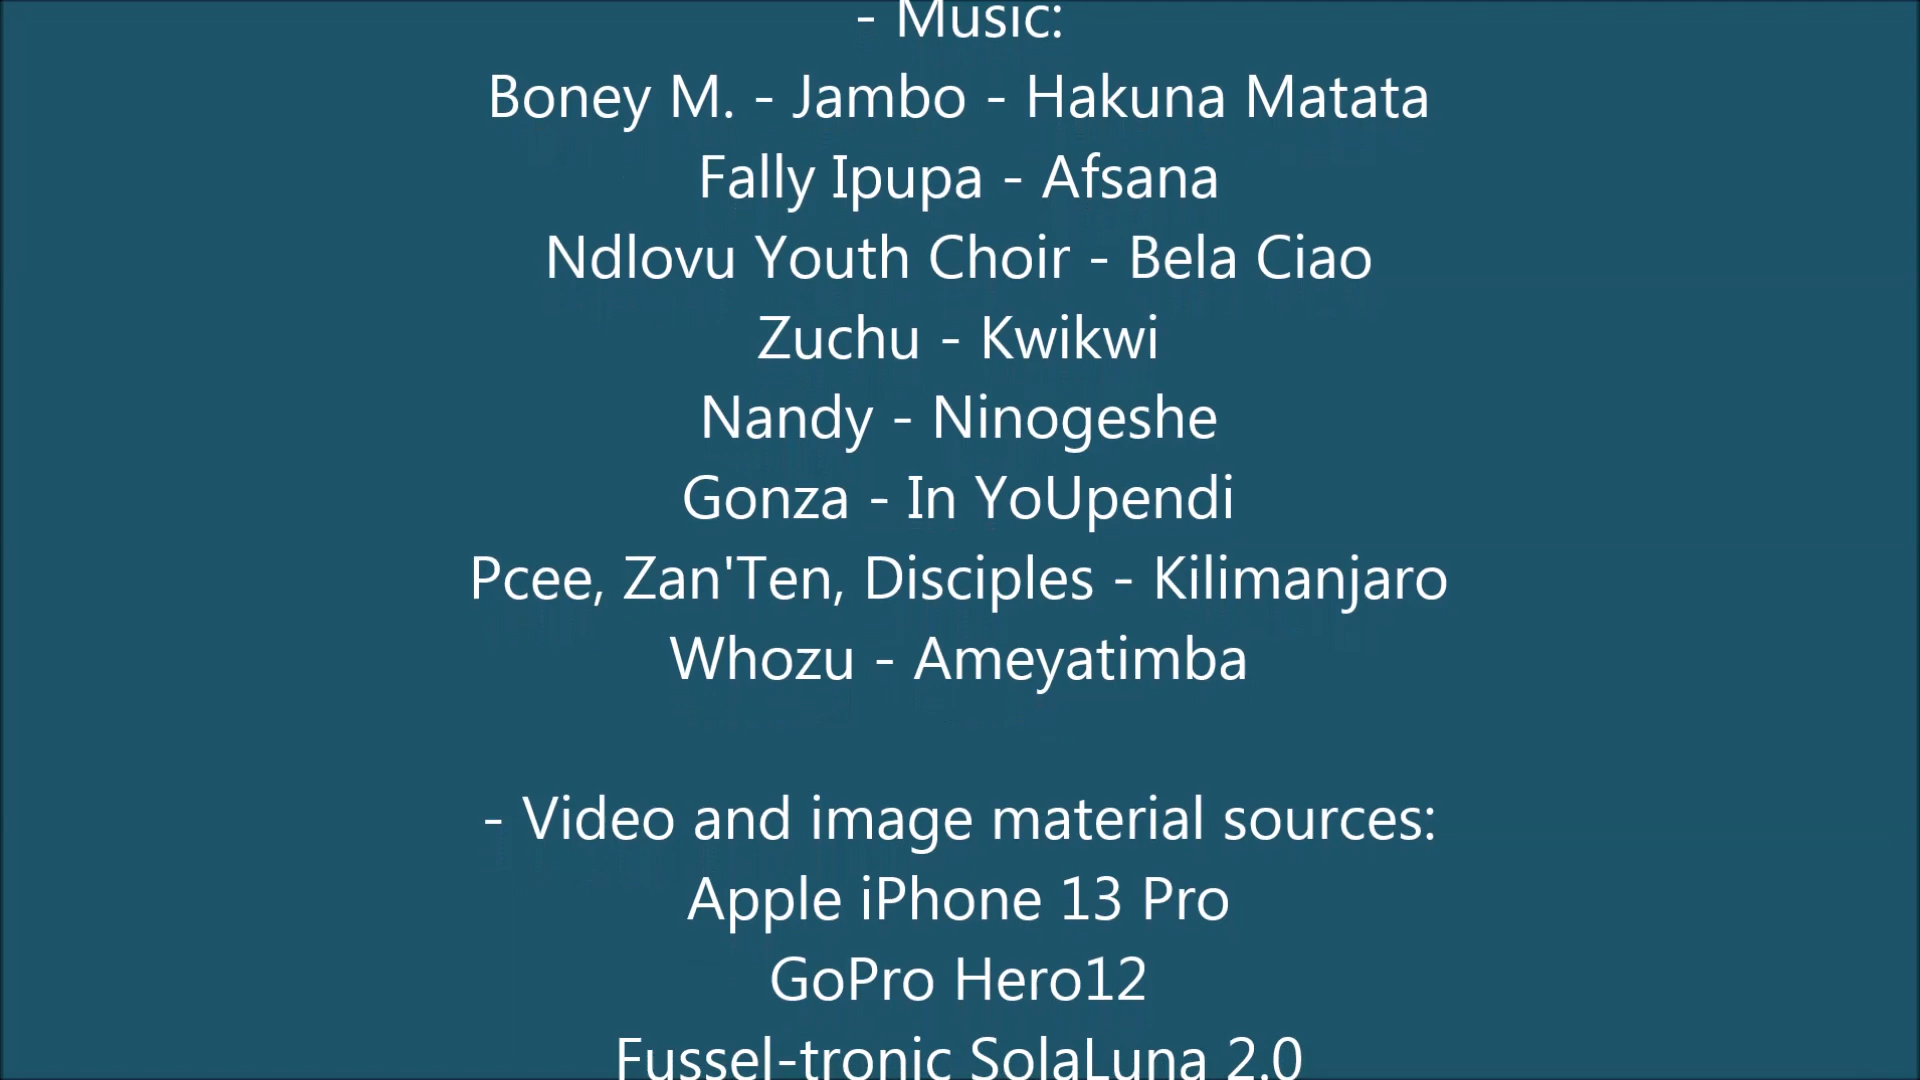 - Music:
Boney M. - Jambo - Hakuna Matata
Fally Ipupa - Afsana
Ndlovu Youth Choir - Bela Ciao
Zuchu - Kwikwi
Nandy - Ninogeshe
Gonza - In YoUpendi
Pcee, Zan'Ten, Disciples - Kilimanjaro
Whozu - Ameyatimba
- Video and image material sources:
Apple iPhone 13 Pro
GoPro Hero12
Fussel-tronic SolaLuna 2.0